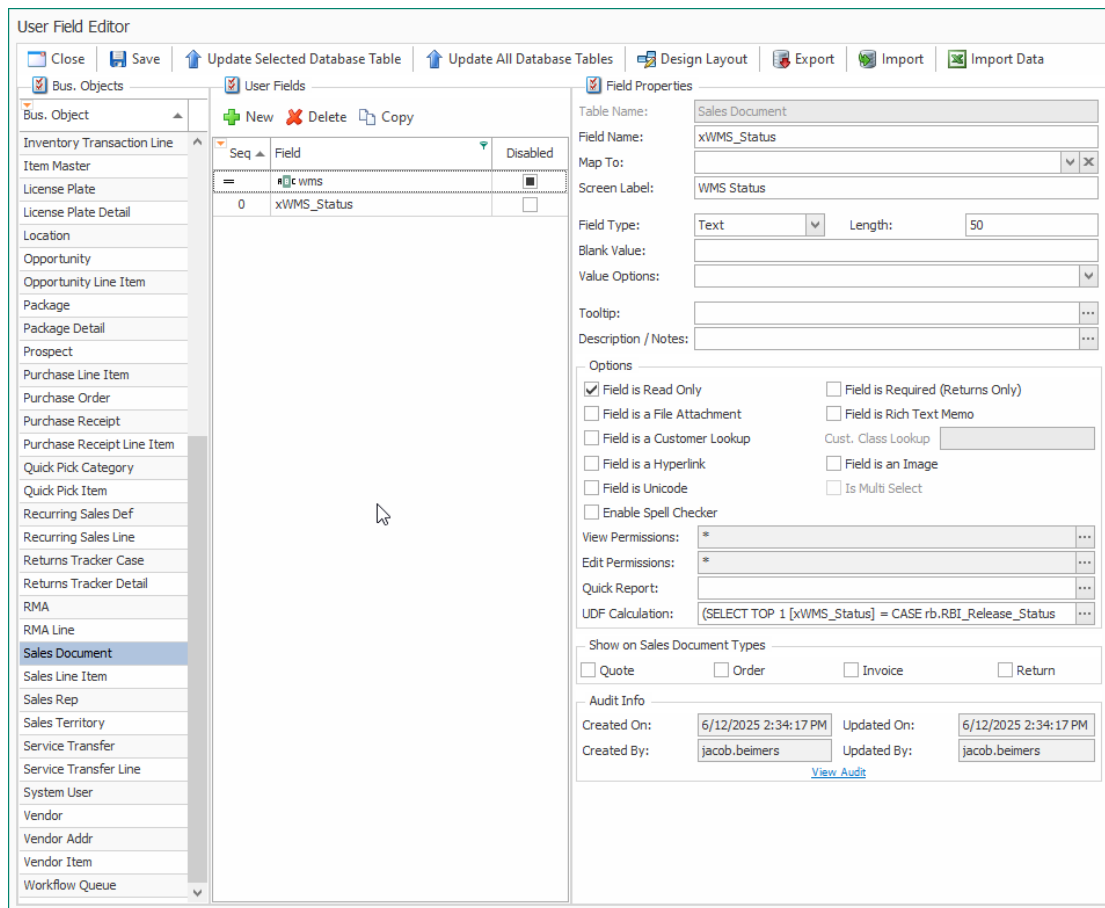 User Field Editor
Close Save Update Selected Database Table Update All Database Tables Design Layout Export Import Import Data
Bus. Objects
Bus. Object
Inventory Transaction Line
Item Master
License Plate
License Plate Detail
Location
Opportunity
Opportunity Line Item
Package
Package Detail
Prospect
Purchase Line Item
Purchase Order
Purchase Receipt
Purchase Receipt Line Item
Quick Pick Category
Quick Pick Item
Recurring Sales Def
Recurring Sales Line
Returns Tracker Case
Returns Tracker Detail
RMA
RMA Line
Sales Document
Sales Line Item
Sales Rep
Sales Territory
Service Transfer
Service Transfer Line
System User
Vendor
Vendor Addr
Vendor Item
Workflow Queue
User Fields
New Delete Copy
Seq Field Disabled
= wms
0 xWMS_Status
Field Properties
Table Name: Sales Document
Field Name: xWMS_Status
Map To:
Screen Label: WMS Status
Field Type: Text Length: 50
Blank Value:
Value Options:
Tooltip:
Description / Notes:
Options
Field is Read Only Field is Required (Returns Only)
Field is a File Attachment Field is Rich Text Memo
Field is a Customer Lookup Cust. Class Lookup
Field is a Hyperlink Field is an Image
Field is Unicode Is Multi Select
Enable Spell Checker
View Permissions: *
Edit Permissions: *
Quick Report:
UDF Calculation: (SELECT TOP 1 [xWMS_Status] = CASE rb.RBI_Release_Status
Show on Sales Document Types
Quote Order Invoice Return
Audit Info
Created On: 6/12/2025 2:34:17 PM Updated On: 6/12/2025 2:34:17 PM
Created By: jacob.beimers Updated By: jacob.beimers
View Audit